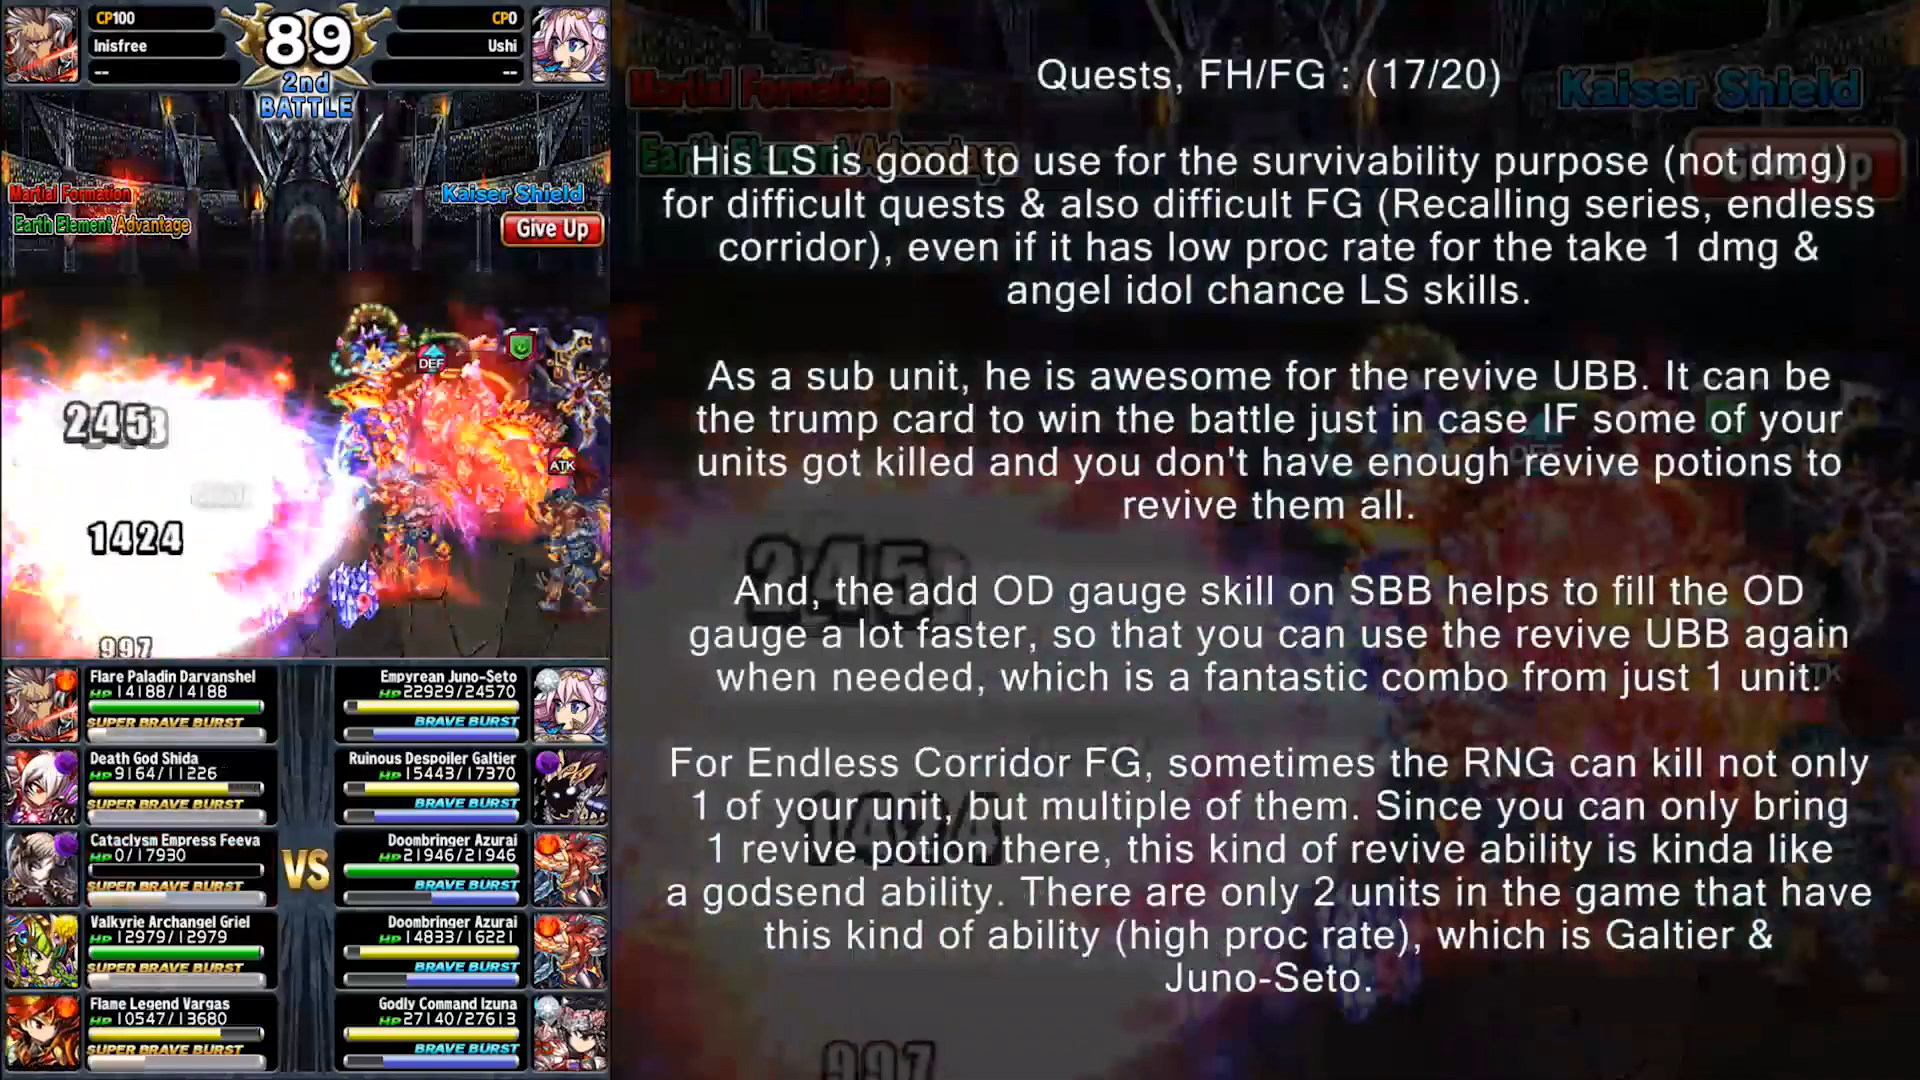 CP100
Inisfree
--
89
2nd
BATTLE
CP0
Ushi
--
Martial Formation
Earth Element Advantage
Kaiser Shield
Give Up
DEF
ATK
245
1424
997
Flare Paladin Darvanshel
HP 14188/14188
SUPER BRAVE BURST
Death God Shida
HP 9164/11226
SUPER BRAVE BURST
Cataclysm Empress Feeva
HP 0/17930
SUPER BRAVE BURST
Valkyrie Archangel Griel
HP 12979/12979
SUPER BRAVE BURST
Flame Legend Vargas
HP 10547/13680
SUPER BRAVE BURST
VS
Empyrean Juno-Seto
HP 22929/24570
BRAVE BURST
Ruinous Despoiler Galtier
HP 15443/17370
BRAVE BURST
Doombringer Azurai
HP 21946/21946
BRAVE BURST
Doombringer Azurai
HP 14833/16221
BRAVE BURST
Godly Command Izuna
HP 27140/27613
BRAVE BURST
Quests, FH/FG : (17/20)
His LS is good to use for the survivability purpose (not dmg)
for difficult quests & also difficult FG (Recalling series, endless
corridor), even if it has low proc rate for the take 1 dmg &
angel idol chance LS skills.
As a sub unit, he is awesome for the revive UBB. It can be
the trump card to win the battle just in case IF some of your
units got killed and you don't have enough revive potions to
revive them all.
And, the add OD gauge skill on SBB helps to fill the OD
gauge a lot faster, so that you can use the revive UBB again
when needed, which is a fantastic combo from just 1 unit.
For Endless Corridor FG, sometimes the RNG can kill not only
1 of your unit, but multiple of them. Since you can only bring
1 revive potion there, this kind of revive ability is kinda like
a godsend ability. There are only 2 units in the game that have
this kind of ability (high proc rate), which is Galtier &
Juno-Seto.